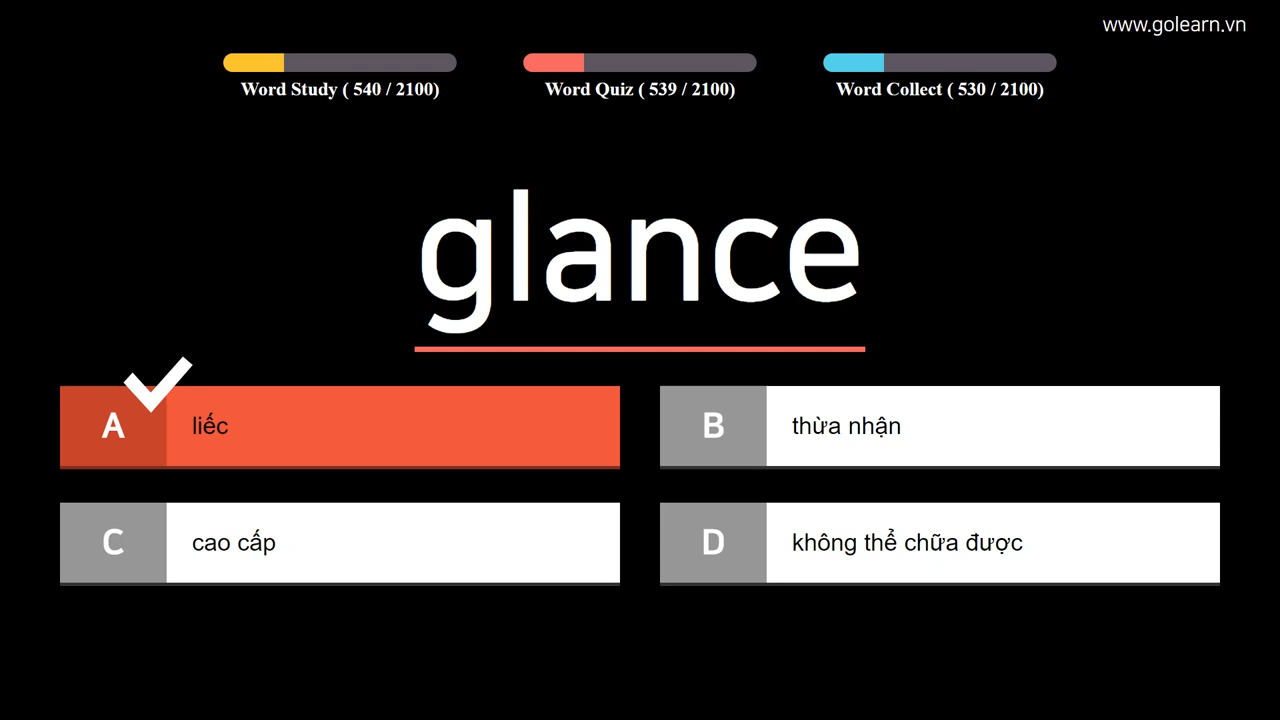 www.golearn.vn
Word Study ( 540 / 2100)
Word Quiz ( 539 / 2100)
Word Collect ( 530 / 2100)
glance
A liếc
B thừa nhận
C cao cấp
D không thể chữa được